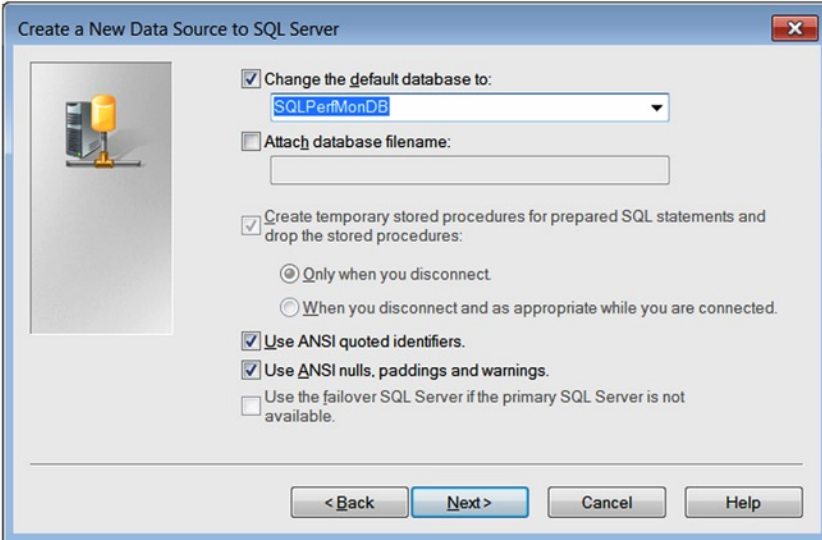 Create a New Data Source to SQL Server
Change the default database to:
SQLPerfMonDB
Attach database filename:
Create temporary stored procedures for prepared SQL statements and
drop the stored procedures:
Only when you disconnect.
When you disconnect and as appropriate while you are connected.
Use ANSI quoted identifiers.
Use ANSI nulls, paddings and warnings.
Use the failover SQL Server if the primary SQL Server is not
available.
< Back Next > Cancel Help